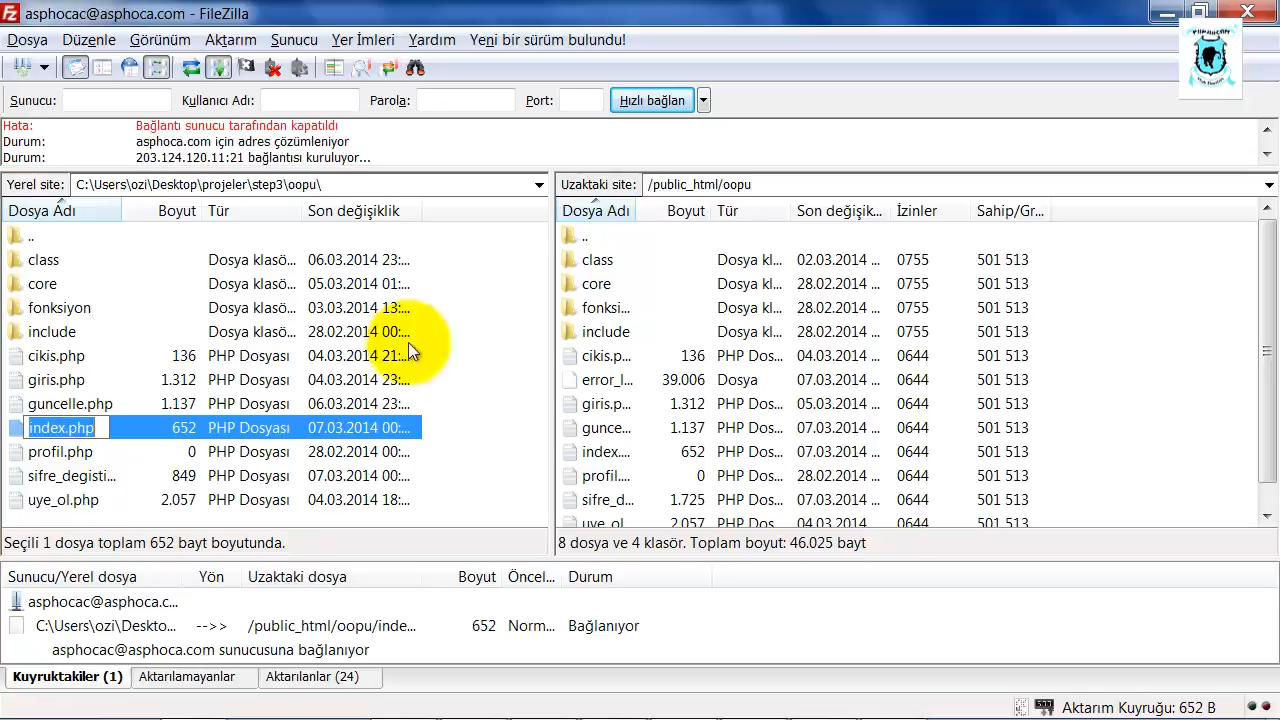 asphocac@asphoca.com - FileZilla
Dosya Düzenle Görünüm Aktarım Sunucu Yer İmleri Yardım Yeni bir sürüm bulundu!
Sunucu: Kullanıcı Adı: Parola: Port: Hızlı bağlan
Hata: Bağlantı sunucu tarafından kapatıldı
Durum: asphoca.com için adres çözümleniyor
Durum: 203.124.120.11:21 bağlantısı kuruluyor...
Yerel site: C:\Users\ozi\Desktop\projeler\step3\oopu\
Dosya Adı Boyut Tür Son değişiklik
..
class Dosya klasö... 06.03.2014 23:...
core Dosya klasö... 05.03.2014 01:...
fonksiyon Dosya klasö... 03.03.2014 13:...
include Dosya klasö... 28.02.2014 00:...
cikis.php 136 PHP Dosyası 04.03.2014 21:...
giris.php 1.312 PHP Dosyası 04.03.2014 23:...
guncelle.php 1.137 PHP Dosyası 06.03.2014 23:...
index.php 652 PHP Dosyası 07.03.2014 00:...
profil.php 0 PHP Dosyası 28.02.2014 00:...
sifre_degisti... 849 PHP Dosyası 07.03.2014 00:...
uye_ol.php 2.057 PHP Dosyası 04.03.2014 18:...
Seçili 1 dosya toplam 652 bayt boyutunda.
Uzaktaki site: /public_html/oopu
Dosya Adı Boyut Tür Son değişik... İzinler Sahip/Gr...
..
class Dosya kl... 02.03.2014 ... 0755 501 513
core Dosya kl... 28.02.2014 ... 0755 501 513
fonksi... Dosya kl... 28.02.2014 ... 0755 501 513
include Dosya kl... 28.02.2014 ... 0755 501 513
cikis.p... 136 PHP Dos... 04.03.2014 ... 0644 501 513
error_l... 39.006 Dosya 07.03.2014 ... 0644 501 513
giris.p... 1.312 PHP Dos... 05.03.2014 ... 0644 501 513
gunce... 1.137 PHP Dos... 07.03.2014 ... 0644 501 513
index.... 652 PHP Dos... 07.03.2014 ... 0644 501 513
profil.... 0 PHP Dos... 28.02.2014 ... 0644 501 513
sifre_d... 1.725 PHP Dos... 07.03.2014 ... 0644 501 513
uye_ol... 2.057 PHP Dos... 04.03.2014 ... 0644 501 513
8 dosya ve 4 klasör. Toplam boyut: 46.025 bayt
Sunucu/Yerel dosya Yön Uzaktaki dosya Boyut Öncel... Durum
asphocac@asphoca.c...
C:\Users\ozi\Deskto... -->> /public_html/oopu/inde... 652 Norm... Bağlanıyor
asphocac@asphoca.com sunucusuna bağlanıyor
Kuyruktakiler (1) Aktarılamayanlar Aktarılanlar (24)
Aktarım Kuyruğu: 652 B